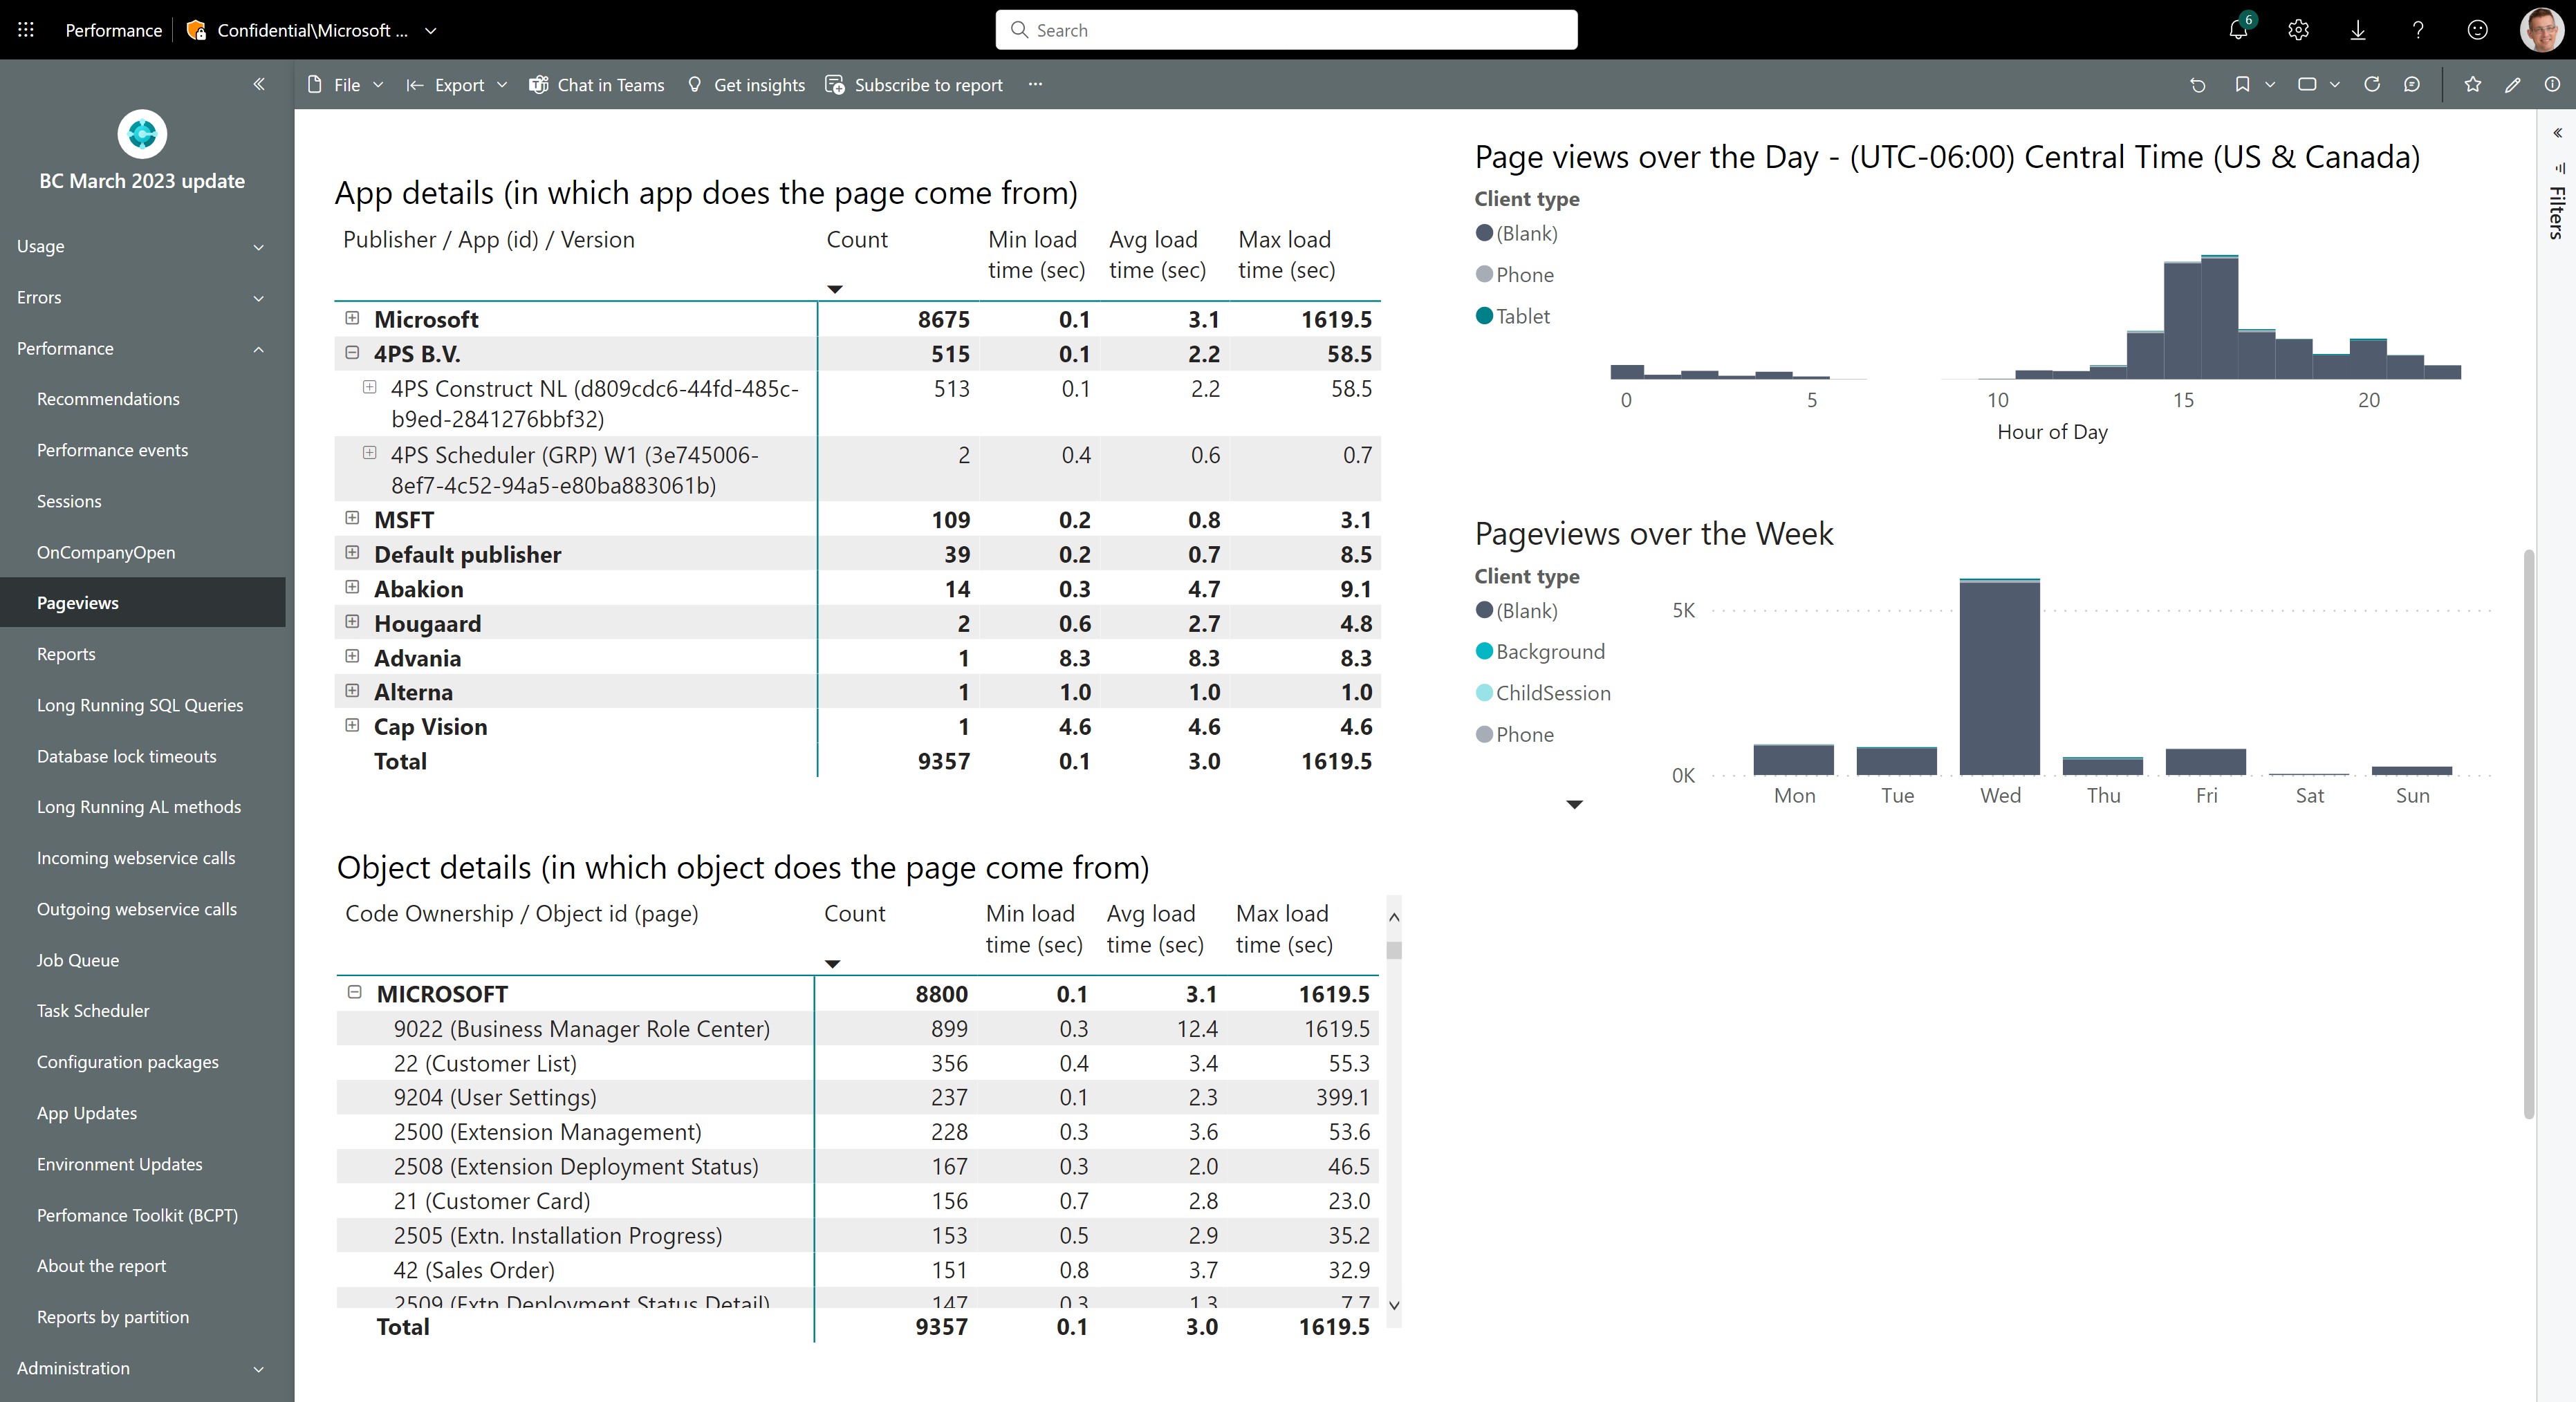 Performance
Confidential\Microsoft ...
Search
6
File
Export
Chat in Teams
Get insights
Subscribe to report
...
BC March 2023 update
Usage
Errors
Performance
Recommendations
Performance events
Sessions
OnCompanyOpen
Pageviews
Reports
Long Running SQL Queries
Database lock timeouts
Long Running AL methods
Incoming webservice calls
Outgoing webservice calls
Job Queue
Task Scheduler
Configuration packages
App Updates
Environment Updates
Perfomance Toolkit (BCPT)
About the report
Reports by partition
Administration
App details (in which app does the page come from)
Publisher / App (id) / Version Count Min load time (sec) Avg load time (sec) Max load time (sec)
Microsoft 8675 0.1 3.1 1619.5
4PS B.V. 515 0.1 2.2 58.5
4PS Construct NL (d809cdc6-44fd-485c- 513 0.1 2.2 58.5
b9ed-2841276bbf32)
4PS Scheduler (GRP) W1 (3e745006- 2 0.4 0.6 0.7
8ef7-4c52-94a5-e80ba883061b)
MSFT 109 0.2 0.8 3.1
Default publisher 39 0.2 0.7 8.5
Abakion 14 0.3 4.7 9.1
Hougaard 2 0.6 2.7 4.8
Advania 1 8.3 8.3 8.3
Alterna 1 1.0 1.0 1.0
Cap Vision 1 4.6 4.6 4.6
Total 9357 0.1 3.0 1619.5
Object details (in which object does the page come from)
Code Ownership / Object id (page) Count Min load time (sec) Avg load time (sec) Max load time (sec)
MICROSOFT 8800 0.1 3.1 1619.5
9022 (Business Manager Role Center) 899 0.3 12.4 1619.5
22 (Customer List) 356 0.4 3.4 55.3
9204 (User Settings) 237 0.1 2.3 399.1
2500 (Extension Management) 228 0.3 3.6 53.6
2508 (Extension Deployment Status) 167 0.3 2.0 46.5
21 (Customer Card) 156 0.7 2.8 23.0
2505 (Extn. Installation Progress) 153 0.5 2.9 35.2
42 (Sales Order) 151 0.8 3.7 32.9
2509 (Extn Deployment Status Detail) 147 0.3 1.3 7.7
Total 9357 0.1 3.0 1619.5
Page views over the Day - (UTC-06:00) Central Time (US & Canada)
Client type
(Blank)
Phone
Tablet
0 5 10 15 20
Hour of Day
Pageviews over the Week
Client type
(Blank)
Background
ChildSession
Phone
5K
0K
Mon Tue Wed Thu Fri Sat Sun
Filters